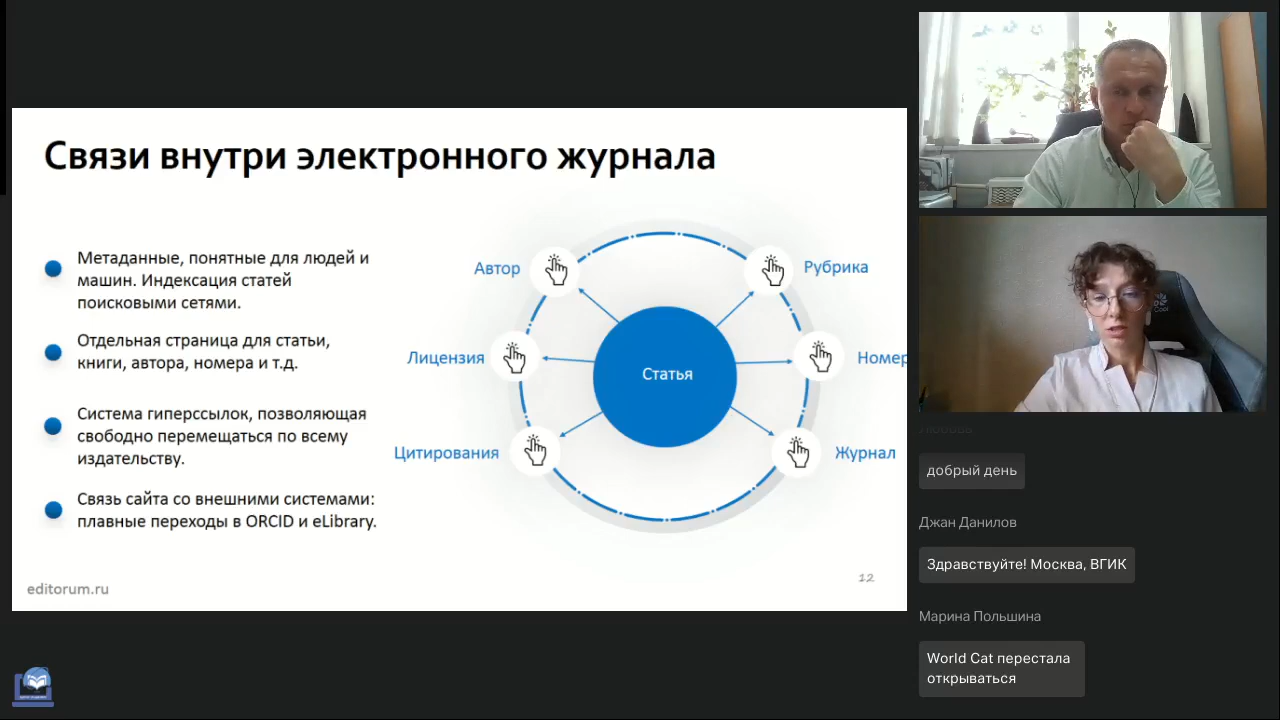 Связи внутри электронного журнала
Метаданные, понятные для людей и
машин. Индексация статей
поисковыми сетями.
Отдельная страница для статьи,
книги, автора, номера и т.д.
Система гиперссылок, позволяющая
свободно перемещаться по всему
издательству.
Связь сайта со внешними системами:
плавные переходы в ORCID и eLibrary.
Автор
Рубрика
Лицензия
Статья
Номер
Цитирования
Журнал
editorum.ru
12
добрый день
Джан Данилов
Здравствуйте! Москва, ВГИК
Марина Польшина
World Cat перестала
открываться